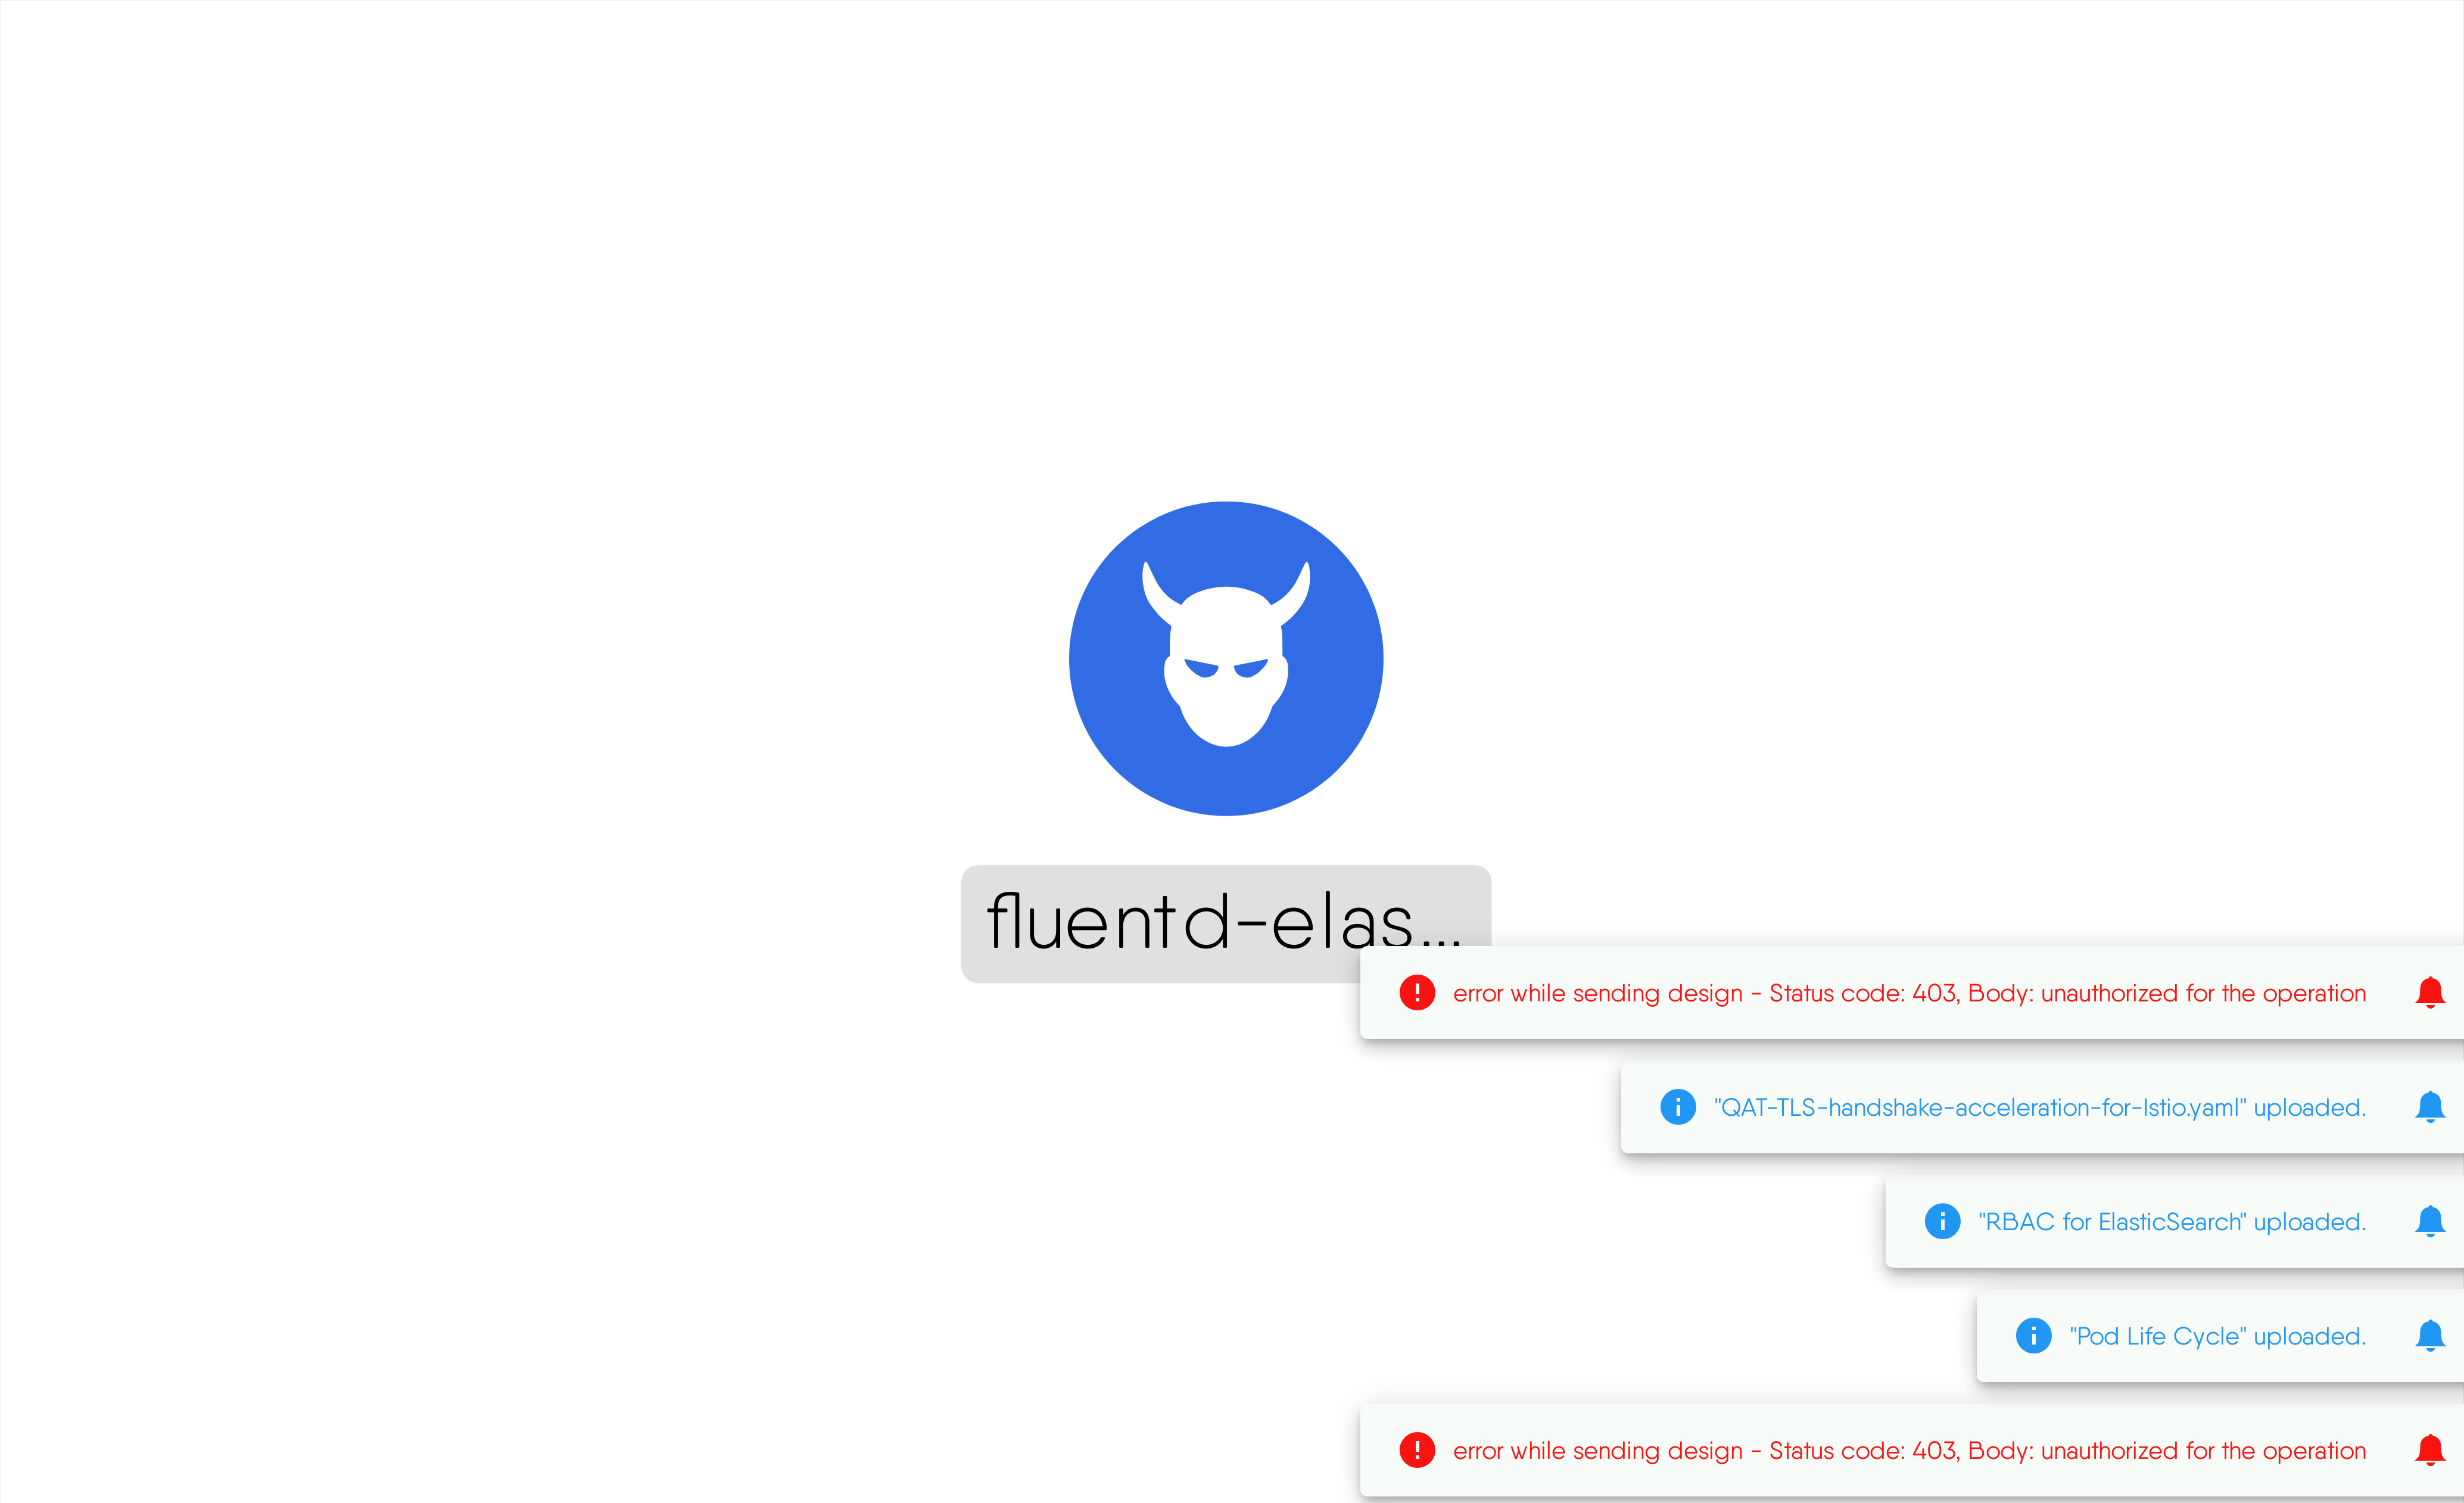 fluentd-elas...
error while sending design - Status code: 403, Body: unauthorized for the operation
"QAT-TLS-handshake-acceleration-for-Istio.yaml" uploaded.
"RBAC for ElasticSearch" uploaded.
"Pod Life Cycle" uploaded.
error while sending design - Status code: 403, Body: unauthorized for the operation